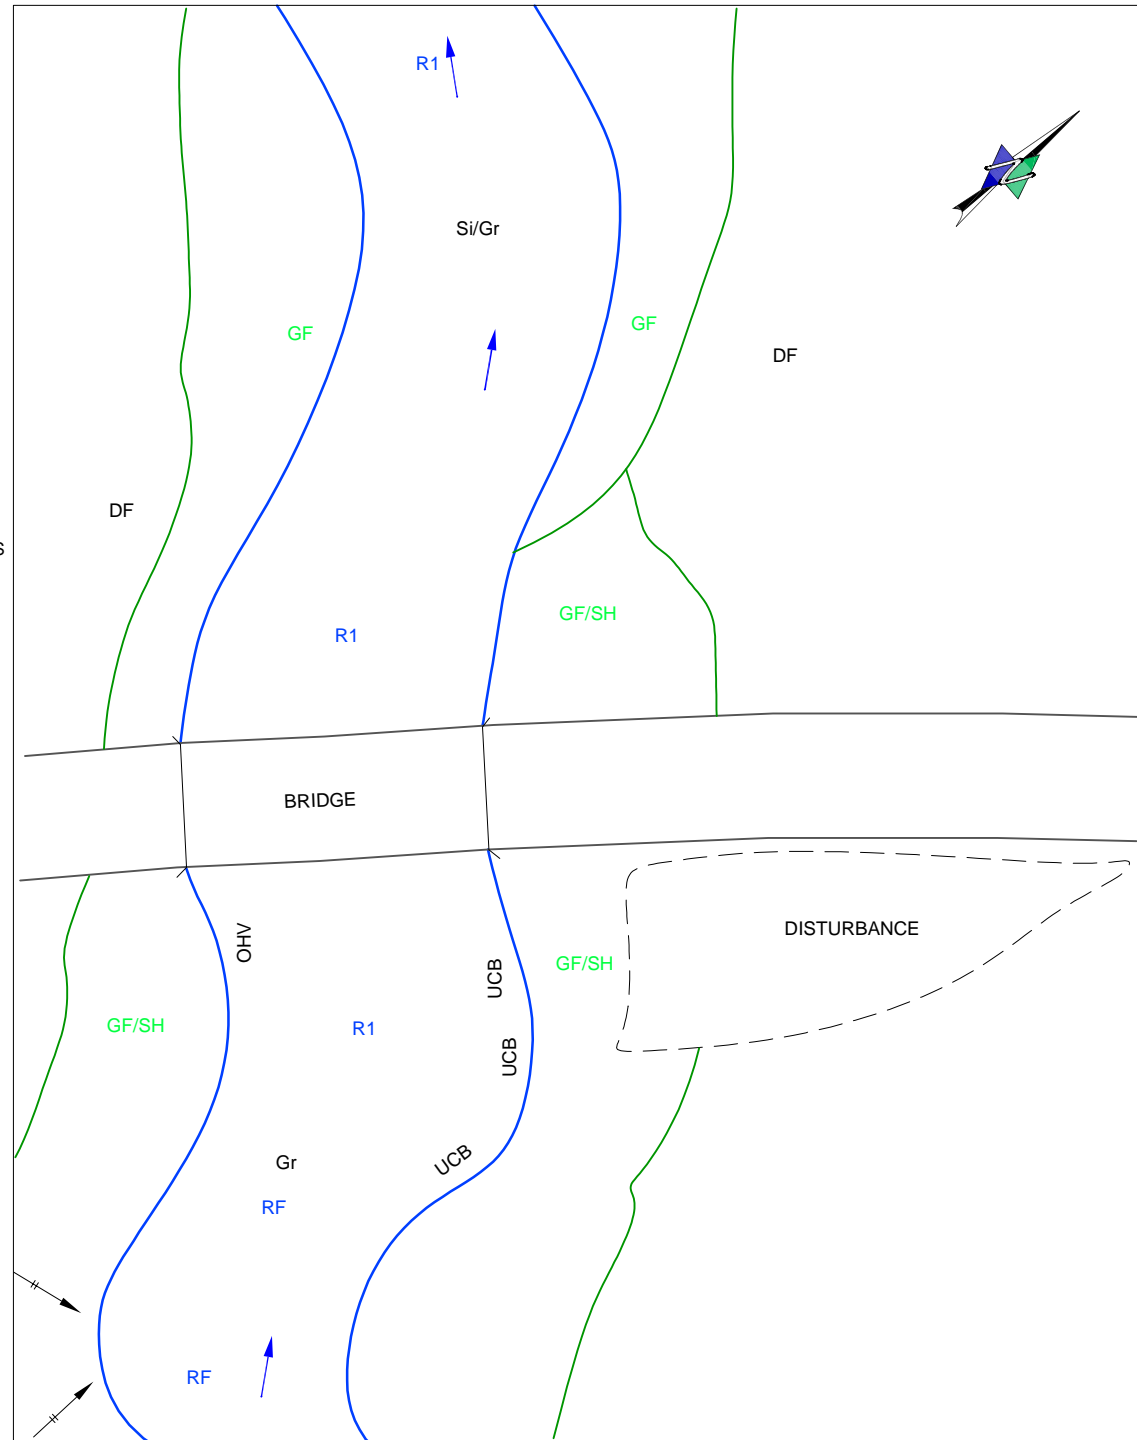 R1
Si/Gr
GF
GF
DF
DF
s
GF/SH
R1
BRIDGE
DISTURBANCE
OHV
GF/SH
UCB
GF/SH
R1
UCB
UCB
Gr
RF
RF